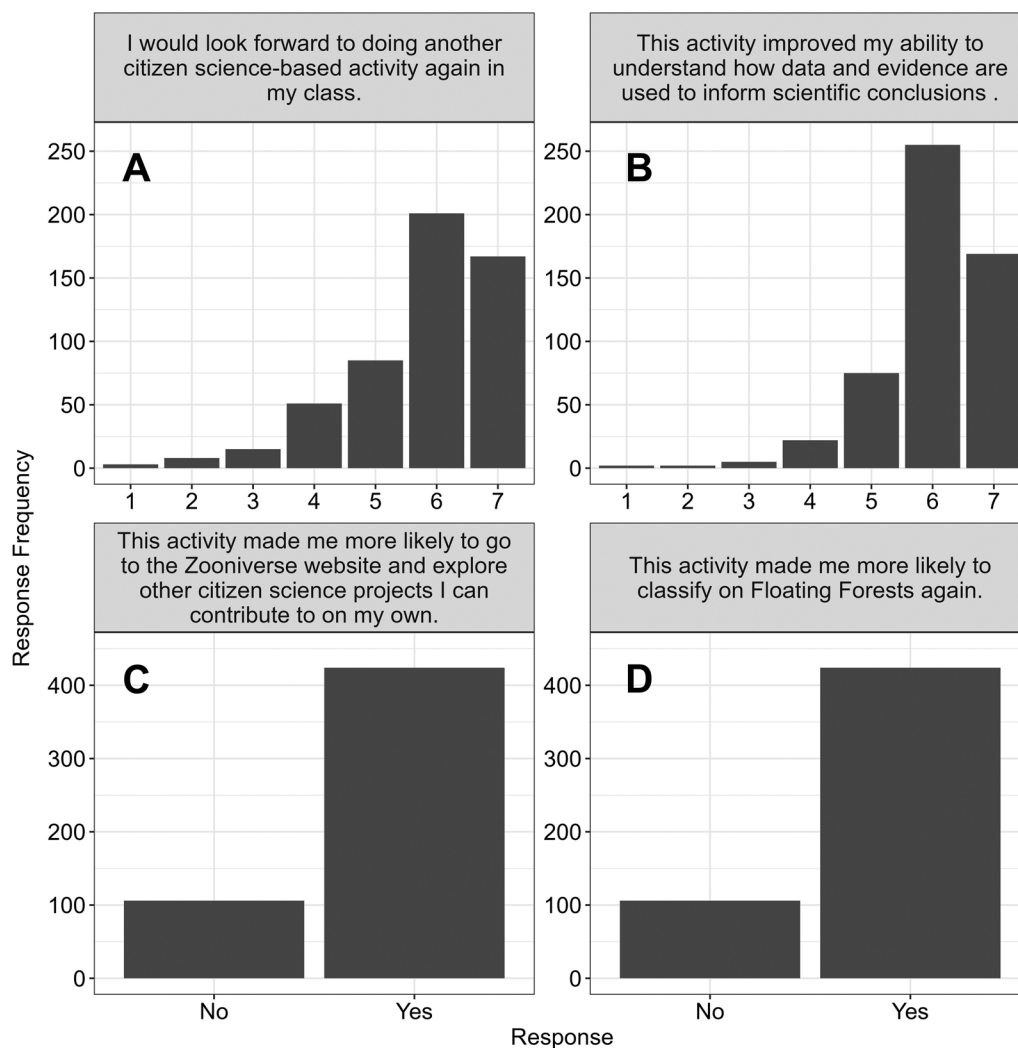 I would look forward to doing another
citizen science-based activity again in
my class.
This activity improved my ability to
understand how data and evidence are
used to inform scientific conclusions .
A
250
200
150
100
50
0
1 2 3 4 5 6 7
B
250
200
150
100
50
0
1 2 3 4 5 6 7
Response Frequency
This activity made me more likely to go
to the Zooniverse website and explore
other citizen science projects I can
contribute to on my own.
This activity made me more likely to
classify on Floating Forests again.
C
400
300
200
100
0
No Yes
D
400
300
200
100
0
No Yes
Response